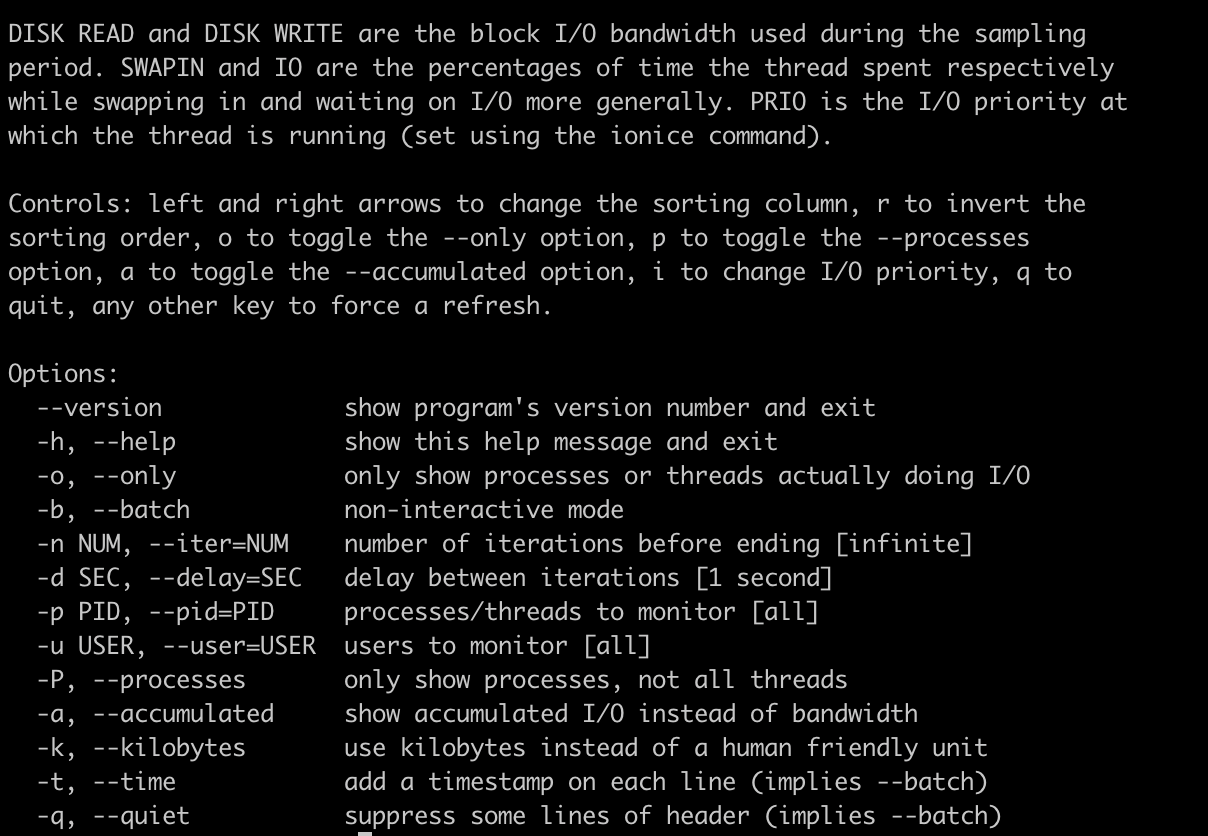 DISK READ and DISK WRITE are the block I/O bandwidth used during the sampling
period. SWAPIN and IO are the percentages of time the thread spent respectively
while swapping in and waiting on I/O more generally. PRIO is the I/O priority at
which the thread is running (set using the ionice command).

Controls: left and right arrows to change the sorting column, r to invert the
sorting order, o to toggle the --only option, p to toggle the --processes
option, a to toggle the --accumulated option, i to change I/O priority, q to
quit, any other key to force a refresh.

Options:
  --version             show program's version number and exit
  -h, --help            show this help message and exit
  -o, --only            only show processes or threads actually doing I/O
  -b, --batch           non-interactive mode
  -n NUM, --iter=NUM    number of iterations before ending [infinite]
  -d SEC, --delay=SEC   delay between iterations [1 second]
  -p PID, --pid=PID     processes/threads to monitor [all]
  -u USER, --user=USER  users to monitor [all]
  -P, --processes       only show processes, not all threads
  -a, --accumulated     show accumulated I/O instead of bandwidth
  -k, --kilobytes       use kilobytes instead of a human friendly unit
  -t, --time            add a timestamp on each line (implies --batch)
  -q, --quiet           suppress some lines of header (implies --batch)